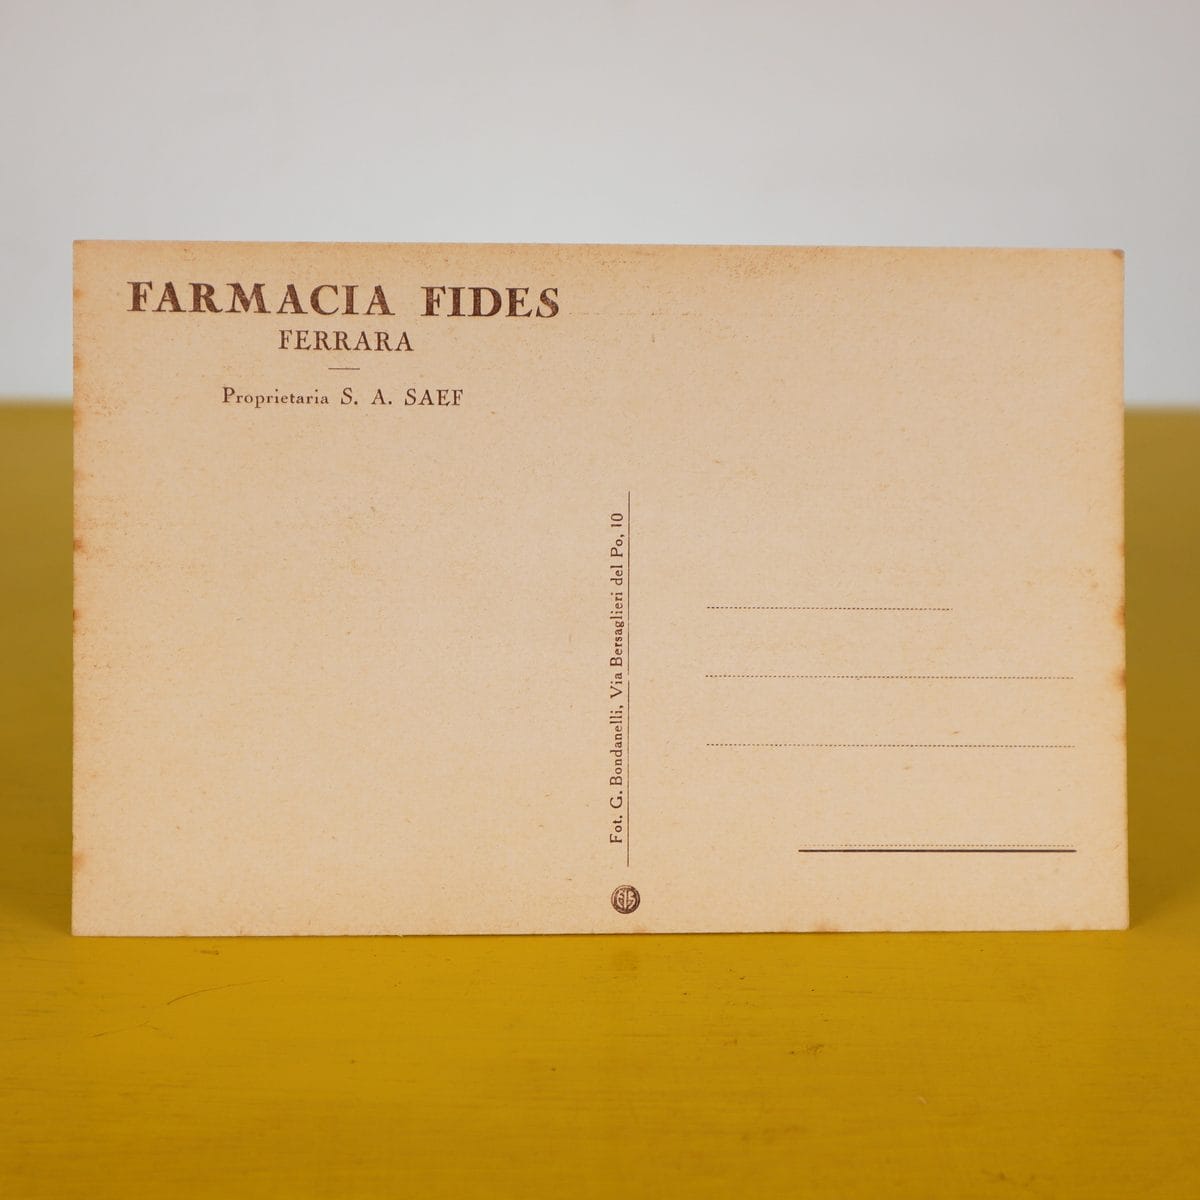 FARMACIA FIDES
FERRARA
Proprietaria S. A. SAEF
Fot. G. Bondanelli, Via Bersaglieri del Po, 10